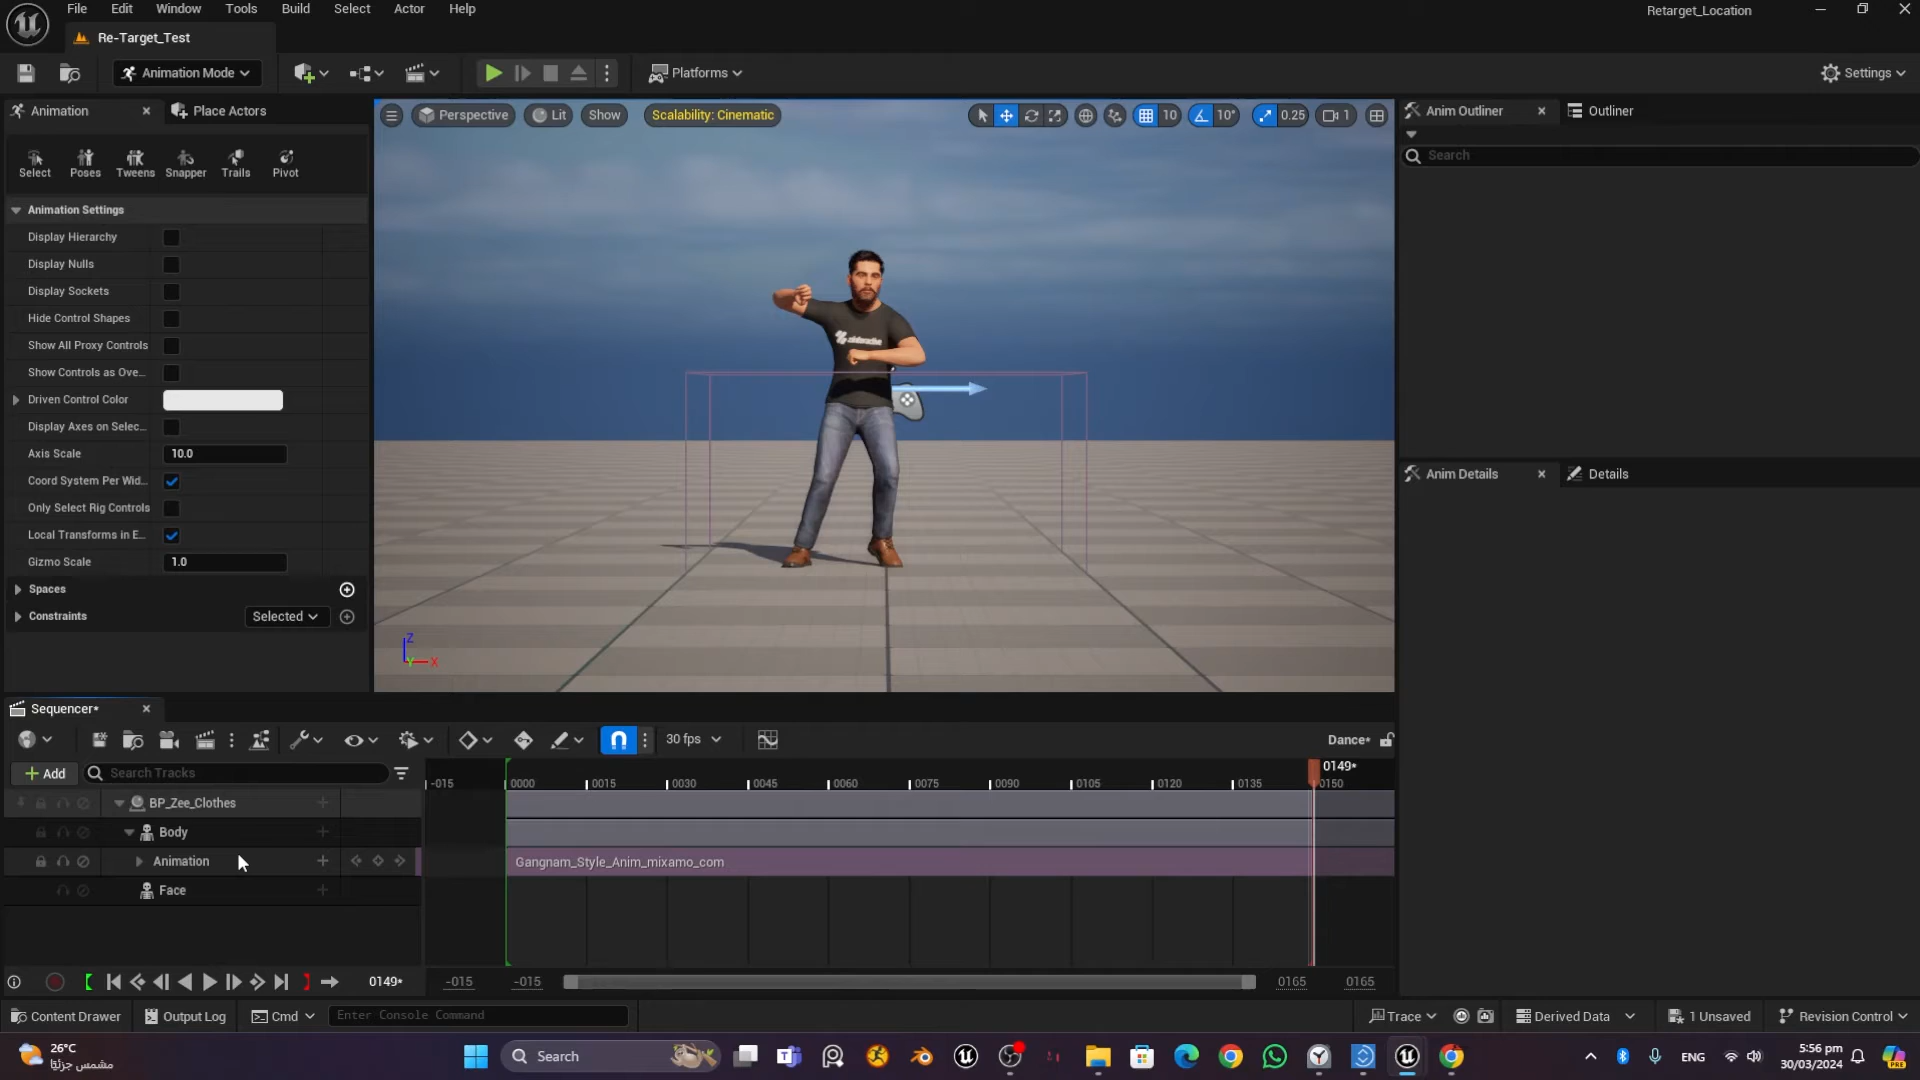 File Edit Window Tools Build Select Actor Help
Retarget_Location
Re-Target_Test
Animation Mode
Platforms
Settings
Animation
Place Actors
Perspective
Lit
Show
Scalability: Cinematic
10
10°
0.25
1
Anim Outliner
Outliner
Search
Select Poses Tweens Snapper Trails Pivot
Animation Settings
Display Hierarchy
Display Nulls
Display Sockets
Hide Control Shapes
Show All Proxy Controls
Show Controls as Ove...
Driven Control Color
Display Axes on Selec...
Axis Scale 10.0
Coord System Per Wid...
Only Select Rig Controls
Local Transforms in E...
Gizmo Scale 1.0
Spaces
Constraints Selected
Z
Y X
Anim Details
Details
Sequencer*
30 fps
Dance*
Add
Search Tracks
0149*
-015 0000 0015 0030 0045 0060 0075 0090 0105 0120 0135 0150
BP_Zee_Clothes
Body
Animation
Gangnam_Style_Anim_mixamo_com
Face
0149*
-015 -015 0165 0165
Content Drawer
Output Log
Cmd
Enter Console Command
Trace
Derived Data
1 Unsaved
Revision Control
26°C
مشمس جزئيًا
Search
ENG
5:56 pm
30/03/2024
PRE